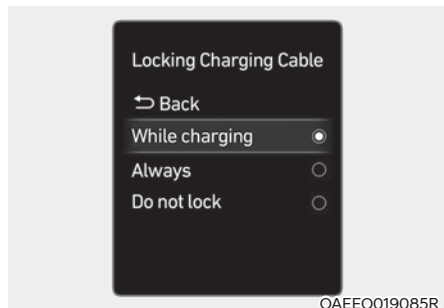 Locking Charging Cable
Back
While charging
Always
Do not lock
OAEEQ019085R